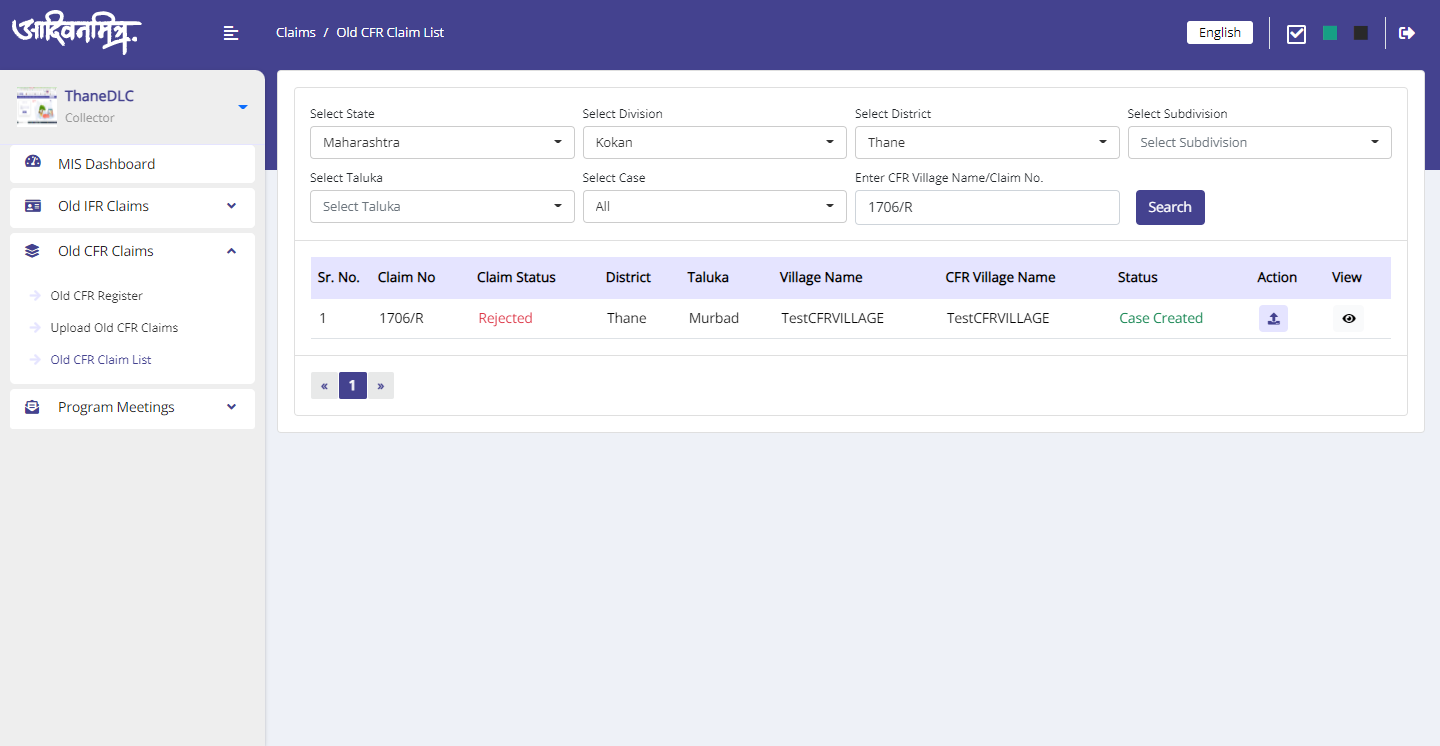 आदिवनमित्र.
Claims / Old CFR Claim List
English
ThaneDLC
Collector
MIS Dashboard
Old IFR Claims
Old CFR Claims
Old CFR Register
Upload Old CFR Claims
Old CFR Claim List
Program Meetings
Select State Select Division Select District Select Subdivision
Maharashtra Kokan Thane Select Subdivision
Select Taluka Select Case Enter CFR Village Name/Claim No.
Select Taluka All 1706/R Search
Sr. No. Claim No Claim Status District Taluka Village Name CFR Village Name Status Action View
1 1706/R Rejected Thane Murbad TestCFRVILLAGE TestCFRVILLAGE Case Created
« 1 »